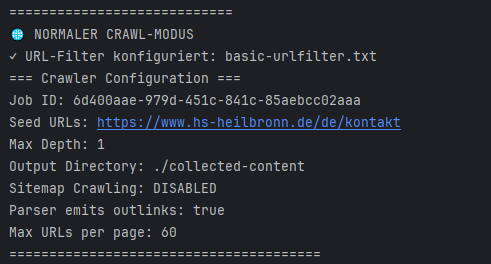 ============================
🌐 NORMALER CRAWL-MODUS
✓ URL-Filter konfiguriert: basic-urlfilter.txt
=== Crawler Configuration ===
Job ID: 6d400aae-979d-451c-841c-85aebcc02aaa
Seed URLs: https://www.hs-heilbronn.de/de/kontakt
Max Depth: 1
Output Directory: ./collected-content
Sitemap Crawling: DISABLED
Parser emits outlinks: true
Max URLs per page: 60
=======================================